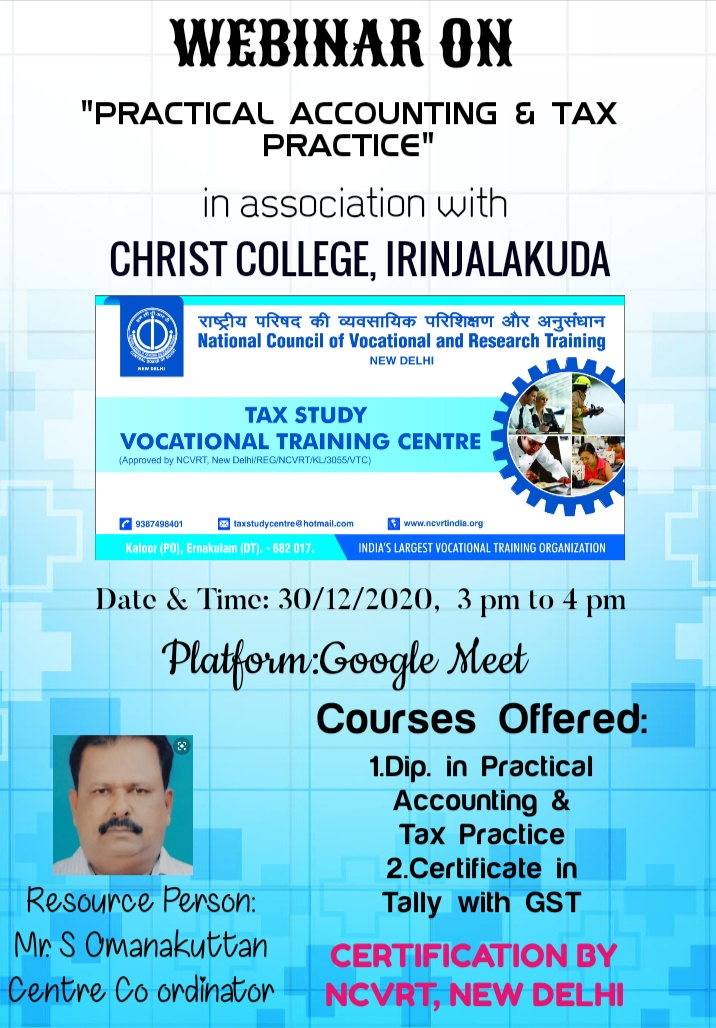 WEBINAR ON
"PRACTICAL ACCOUNTING & TAX
PRACTICE"
in association with
CHRIST COLLEGE, IRINJALAKUDA
राष्ट्रीय परिषद की व्यवसायिक परिशिक्षण और अनुसंधान
National Council of Vocational and Research Training
NEW DELHI
NEW DELHI
TAX STUDY
VOCATIONAL TRAINING CENTRE
(Approved by NCVRT, New Delhi/REG/NCVRT/KL/3055/VTC)
9387498401 taxstudycentre@hotmail.com www.ncvrtindia.org
Kaloor (PO), Ernakulam (DT). - 682 017. INDIA'S LARGEST VOCATIONAL TRAINING ORGANIZATION
Date & Time: 30/12/2020, 3 pm to 4 pm
Platform:Google Meet
Courses Offered:
1.Dip. in Practical
Accounting &
Tax Practice
2.Certificate in
Tally with GST
CERTIFICATION BY
NCVRT, NEW DELHI
Resource Person:
Mr. S Omanakuttan
Centre Co ordinator